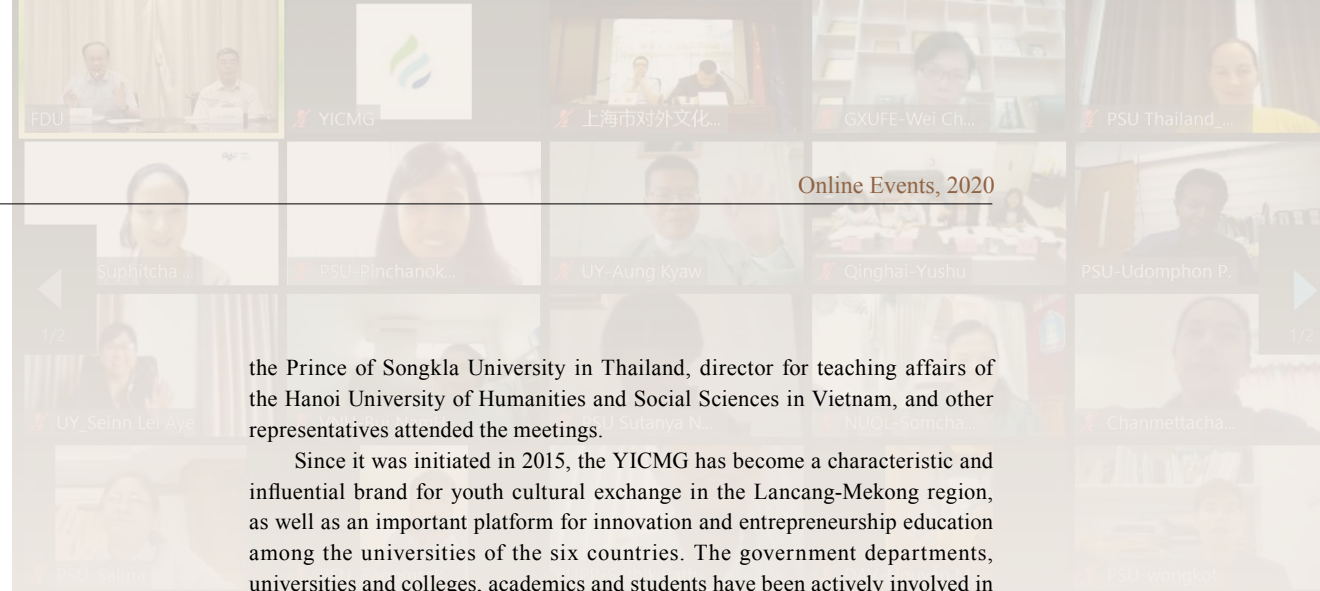 FDU
YICMG
上海市对外文化...
GXUFE-Wei Ch...
PSU Thailand_...
Online Events, 2020
Suphitcha ...
PSU-Pinchanok...
UY-Aung Kyaw
Qinghai-Yushu
PSU-Udomphon P.
1/2
1/2
the Prince of Songkla University in Thailand, director for teaching affairs of
the Hanoi University of Humanities and Social Sciences in Vietnam, and other
representatives attended the meetings.
UY_Seinn Lei Aye
PSU Sutanya N...
NUOL-Somcha...
Chanmettacha...
Since it was initiated in 2015, the YICMG has become a characteristic and
influential brand for youth cultural exchange in the Lancang-Mekong region,
as well as an important platform for innovation and entrepreneurship education
among the universities of the six countries. The government departments,
universities and colleges, academics and students have been actively involved in